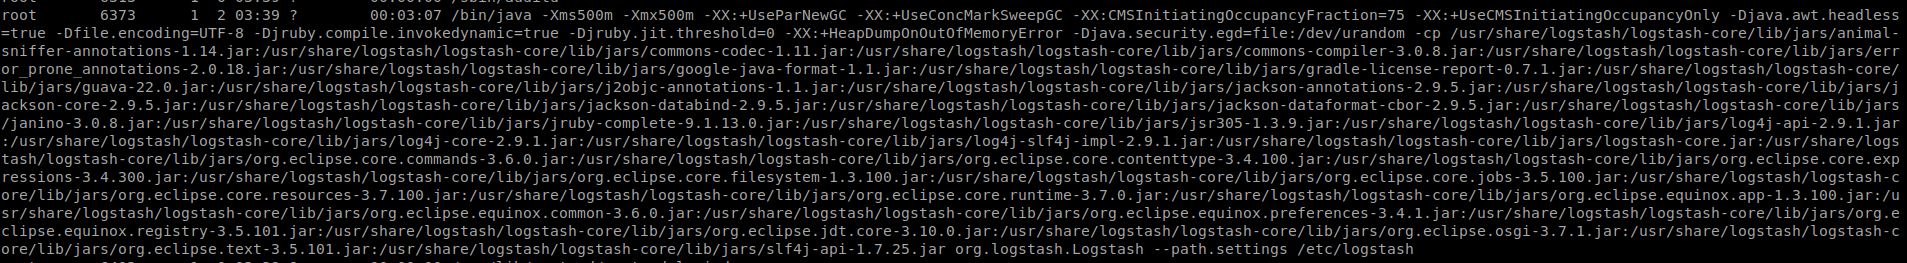 root 6373 1 2 03:39 ? 00:03:07 /bin/java -Xms500m -Xmx500m -XX:+UseParNewGC -XX:+UseConcMarkSweepGC -XX:CMSInitiatingOccupancyFraction=75 -XX:+UseCMSInitiatingOccupancyOnly -Djava.awt.headless
=true -Dfile.encoding=UTF-8 -Djruby.compile.invokedynamic=true -Djruby.jit.threshold=0 -XX:+HeapDumpOnOutOfMemoryError -Djava.security.egd=file:/dev/urandom -cp /usr/share/logstash/logstash-core/lib/jars/animal-
sniffer-annotations-1.14.jar:/usr/share/logstash/logstash-core/lib/jars/commons-codec-1.11.jar:/usr/share/logstash/logstash-core/lib/jars/commons-compiler-3.0.8.jar:/usr/share/logstash/logstash-core/lib/jars/err
or_prone_annotations-2.0.18.jar:/usr/share/logstash/logstash-core/lib/jars/google-java-format-1.1.jar:/usr/share/logstash/logstash-core/lib/jars/gradle-license-report-0.7.1.jar:/usr/share/logstash/logstash-core/
lib/jars/guava-22.0.jar:/usr/share/logstash/logstash-core/lib/jars/j2objc-annotations-1.1.jar:/usr/share/logstash/logstash-core/lib/jars/jackson-annotations-2.9.5.jar:/usr/share/logstash/logstash-core/lib/jars/j
ackson-core-2.9.5.jar:/usr/share/logstash/logstash-core/lib/jars/jackson-databind-2.9.5.jar:/usr/share/logstash/logstash-core/lib/jars/jackson-dataformat-cbor-2.9.5.jar:/usr/share/logstash/logstash-core/lib/jars
/janino-3.0.8.jar:/usr/share/logstash/logstash-core/lib/jars/jruby-complete-9.1.13.0.jar:/usr/share/logstash/logstash-core/lib/jars/jsr305-1.3.9.jar:/usr/share/logstash/logstash-core/lib/jars/log4j-api-2.9.1.jar
:/usr/share/logstash/logstash-core/lib/jars/log4j-core-2.9.1.jar:/usr/share/logstash/logstash-core/lib/jars/log4j-slf4j-impl-2.9.1.jar:/usr/share/logstash/logstash-core/lib/jars/logstash-core.jar:/usr/share/logs
tash/logstash-core/lib/jars/org.eclipse.core.commands-3.6.0.jar:/usr/share/logstash/logstash-core/lib/jars/org.eclipse.core.contenttype-3.4.100.jar:/usr/share/logstash/logstash-core/lib/jars/org.eclipse.core.exp
ressions-3.4.300.jar:/usr/share/logstash/logstash-core/lib/jars/org.eclipse.core.filesystem-1.3.100.jar:/usr/share/logstash/logstash-core/lib/jars/org.eclipse.core.jobs-3.5.100.jar:/usr/share/logstash/logstash-c
ore/lib/jars/org.eclipse.core.resources-3.7.100.jar:/usr/share/logstash/logstash-core/lib/jars/org.eclipse.core.runtime-3.7.0.jar:/usr/share/logstash/logstash-core/lib/jars/org.eclipse.equinox.app-1.3.100.jar:/u
sr/share/logstash/logstash-core/lib/jars/org.eclipse.equinox.common-3.6.0.jar:/usr/share/logstash/logstash-core/lib/jars/org.eclipse.equinox.preferences-3.4.1.jar:/usr/share/logstash/logstash-core/lib/jars/org.e
clipse.equinox.registry-3.5.101.jar:/usr/share/logstash/logstash-core/lib/jars/org.eclipse.jdt.core-3.10.0.jar:/usr/share/logstash/logstash-core/lib/jars/org.eclipse.osgi-3.7.1.jar:/usr/share/logstash/logstash-c
ore/lib/jars/org.eclipse.text-3.5.101.jar:/usr/share/logstash/logstash-core/lib/jars/slf4j-api-1.7.25.jar org.logstash.Logstash --path.settings /etc/logstash